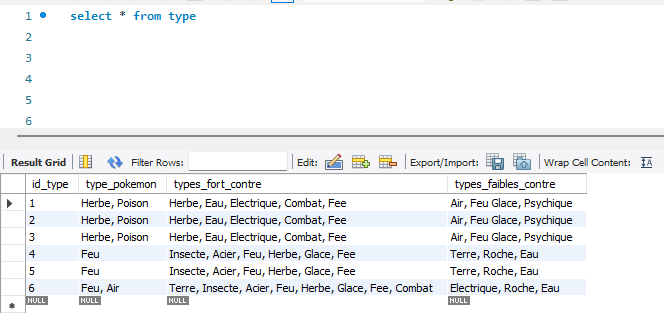 1 select * from type
2
3
4
5
6
Result Grid Filter Rows: Edit: Export/Import: Wrap Cell Content: IA
id_type type_pokemon types_fort_contre types_faibles_contre
1 Herbe, Poison Herbe, Eau, Electrique, Combat, Fee Air, Feu Glace, Psychique
2 Herbe, Poison Herbe, Eau, Electrique, Combat, Fee Air, Feu Glace, Psychique
3 Herbe, Poison Herbe, Eau, Electrique, Combat, Fee Air, Feu Glace, Psychique
4 Feu Insecte, Acier, Feu, Herbe, Glace, Fee Terre, Roche, Eau
5 Feu Insecte, Acier, Feu, Herbe, Glace, Fee Terre, Roche, Eau
6 Feu, Air Terre, Insecte, Acier, Feu, Herbe, Glace, Fee, Combat Electrique, Roche, Eau
NULL NULL NULL NULL